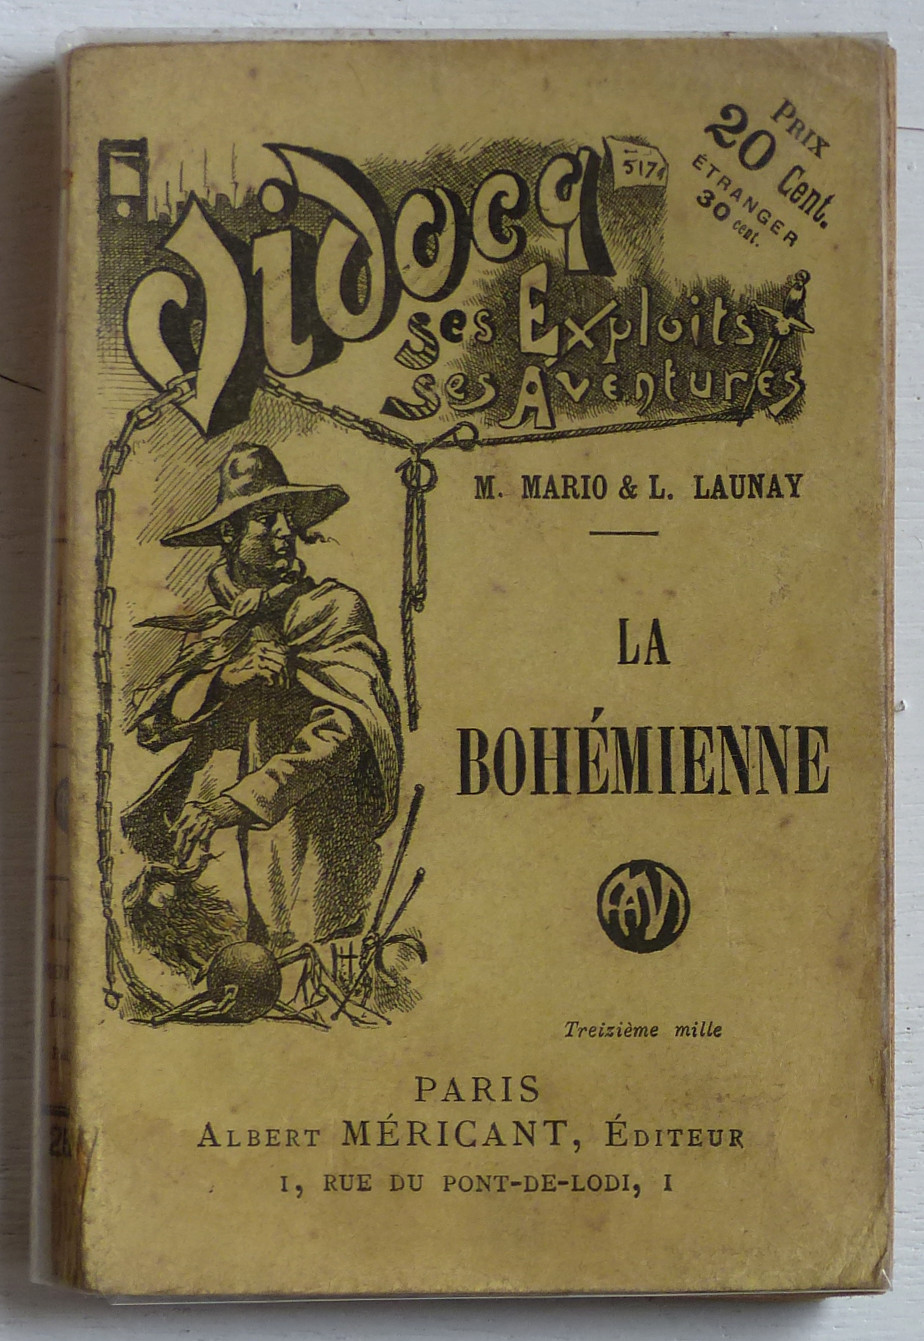 Vidocq
Ses Exploits
Ses Aventures
5174
PRIX
20 Cent.
ÉTRANGER
30 cent.
M. MARIO & L. LAUNAY
LA
BOHÉMIENNE
Treizième mille
PARIS
ALBERT MÉRICANT, ÉDITEUR
1, RUE DU PONT-DE-LODI, 1